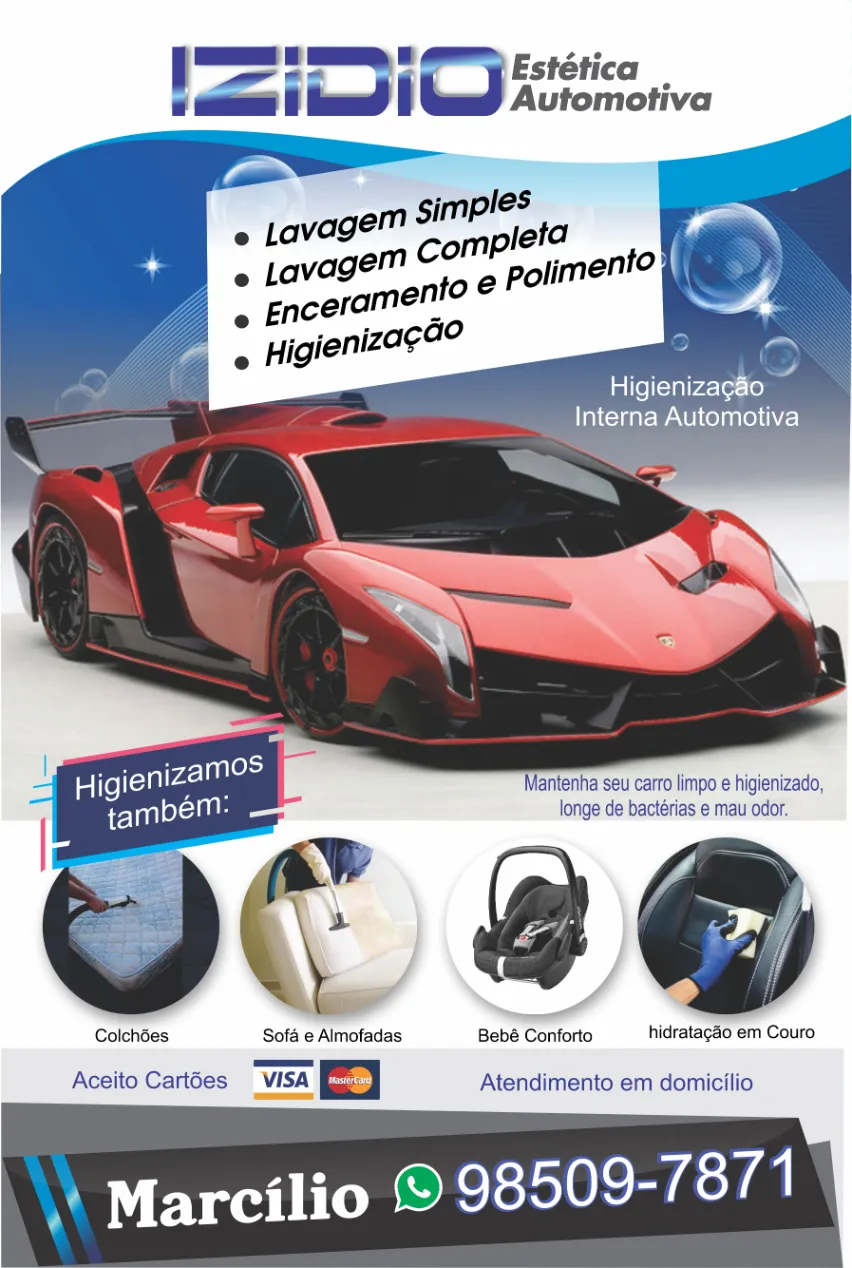 IZIDIO
Estética
Automotiva
• Lavagem Simples
• Lavagem Completa
• Enceramento e Polimento
• Higienização
Higienização
Interna Automotiva
Higienizamos
também:
Mantenha seu carro limpo e higienizado,
longe de bactérias e mau odor.
Colchões
Sofá e Almofadas
Bebê Conforto
hidratação em Couro
Aceito Cartões
VISA
MasterCard
Atendimento em domicílio
Marcílio
98509-7871